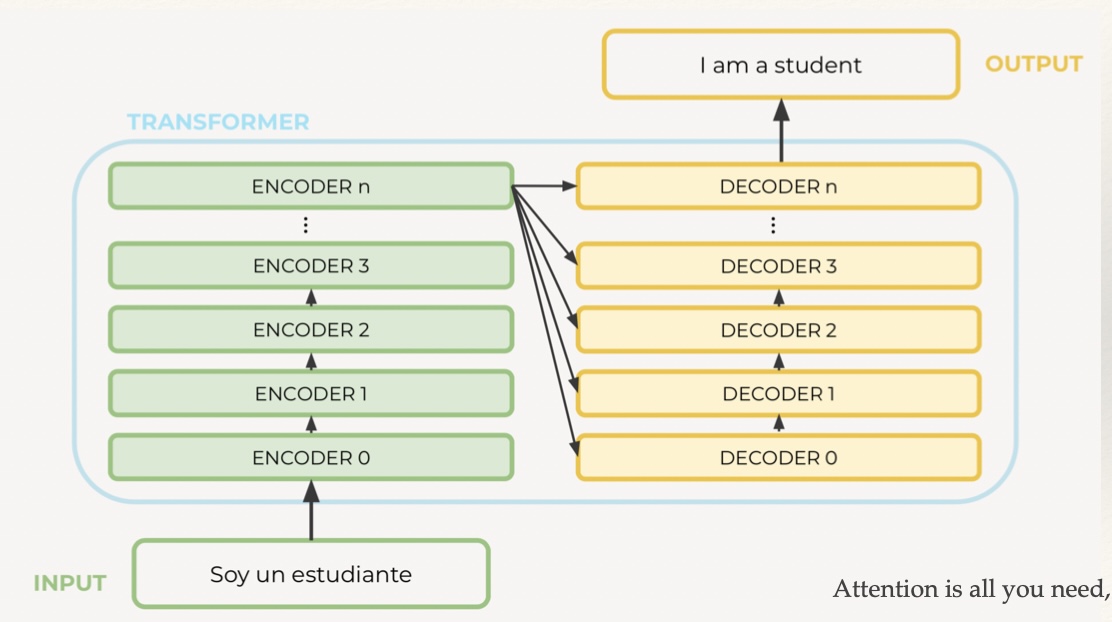 I am a student
OUTPUT
TRANSFORMER
ENCODER n
⋮
ENCODER 3
ENCODER 2
ENCODER 1
ENCODER 0
DECODER n
⋮
DECODER 3
DECODER 2
DECODER 1
DECODER 0
INPUT
Soy un estudiante
Attention is all you need,